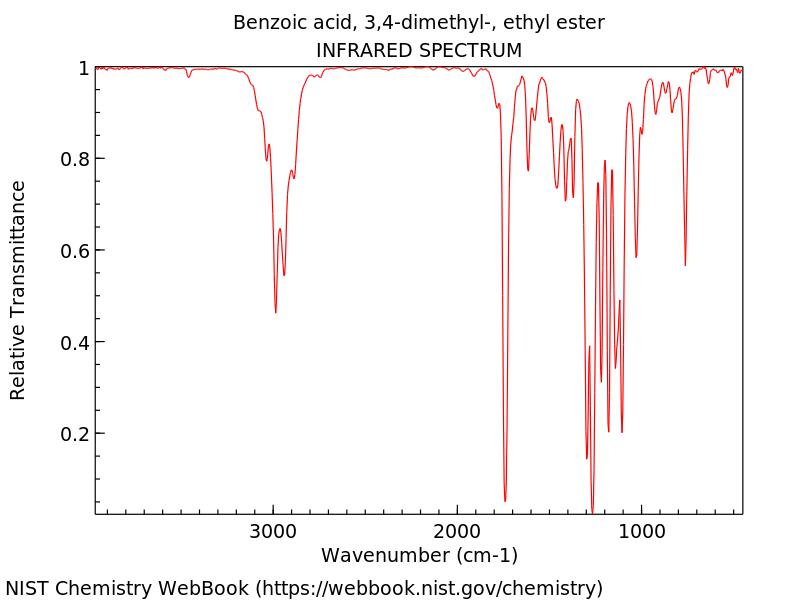 Benzoic acid, 3,4-dimethyl-, ethyl ester
INFRARED SPECTRUM
Relative Transmittance
1
0.8
0.6
0.4
0.2
3000
2000
1000
Wavenumber (cm-1)
NIST Chemistry WebBook (https://webbook.nist.gov/chemistry)